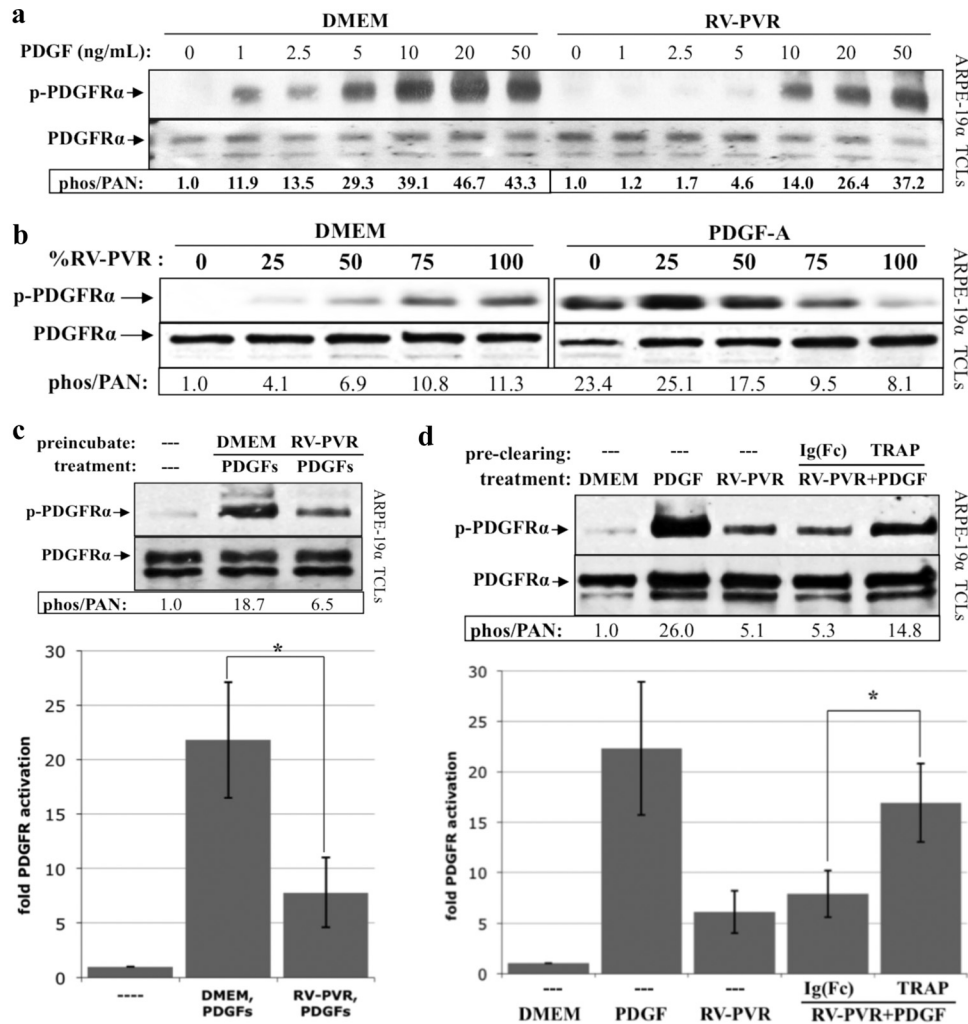 a
DMEM RV-PVR
PDGF (ng/mL): 0 1 2.5 5 10 20 50 0 1 2.5 5 10 20 50
p-PDGFRα
PDGFRα
phos/PAN: 1.0 11.9 13.5 29.3 39.1 46.7 43.3 1.0 1.2 1.7 4.6 14.0 26.4 37.2
ARPE-19α TCLs
b
DMEM PDGF-A
%RV-PVR : 0 25 50 75 100 0 25 50 75 100
p-PDGFRα
PDGFRα
phos/PAN: 1.0 4.1 6.9 10.8 11.3 23.4 25.1 17.5 9.5 8.1
ARPE-19α TCLs
c
preincubate: --- DMEM RV-PVR
treatment: --- PDGFs PDGFs
p-PDGFRα
PDGFRα
phos/PAN: 1.0 18.7 6.5
ARPE-19α TCLs
fold PDGFR activation
30
25
20
15
10
5
0
*
---- DMEM, RV-PVR,
PDGFs PDGFs
d
pre-clearing: --- --- --- Ig(Fc) TRAP
treatment: DMEM PDGF RV-PVR RV-PVR+PDGF
p-PDGFRα
PDGFRα
phos/PAN: 1.0 26.0 5.1 5.3 14.8
ARPE-19α TCLs
fold PDGFR activation
30
25
20
15
10
5
0
*
--- --- --- Ig(Fc) TRAP
DMEM PDGF RV-PVR RV-PVR+PDGF